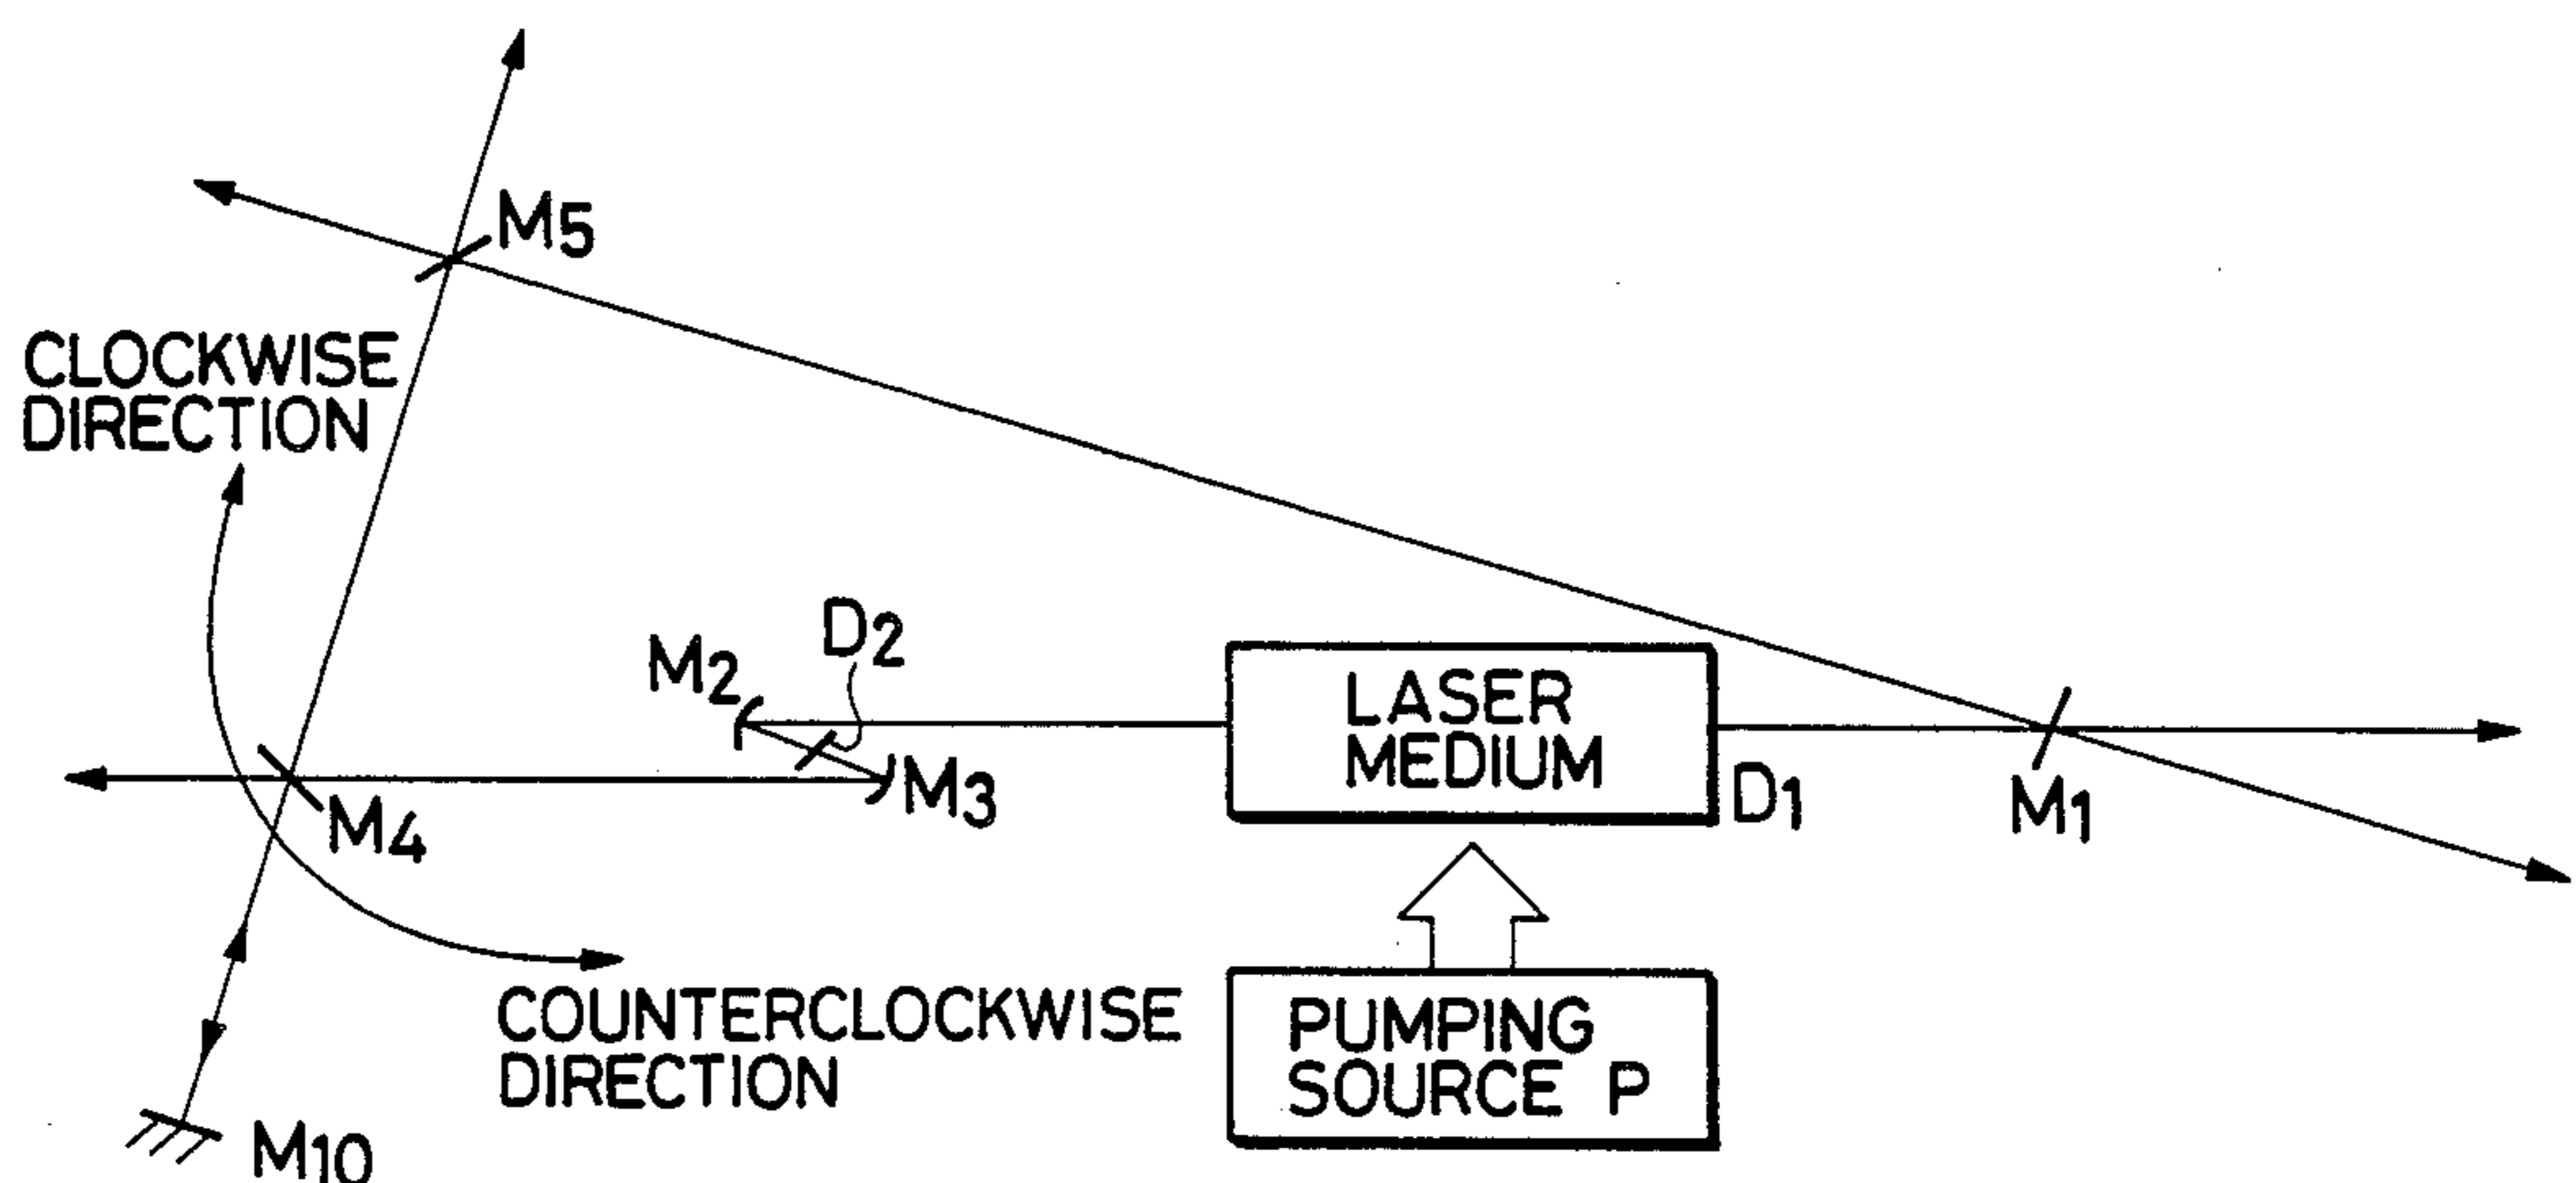 M5
CLOCKWISE
DIRECTION
D2
M2
LASER
MEDIUM
M3
D1
M1
M4
COUNTERCLOCKWISE
DIRECTION
PUMPING
SOURCE P
M10